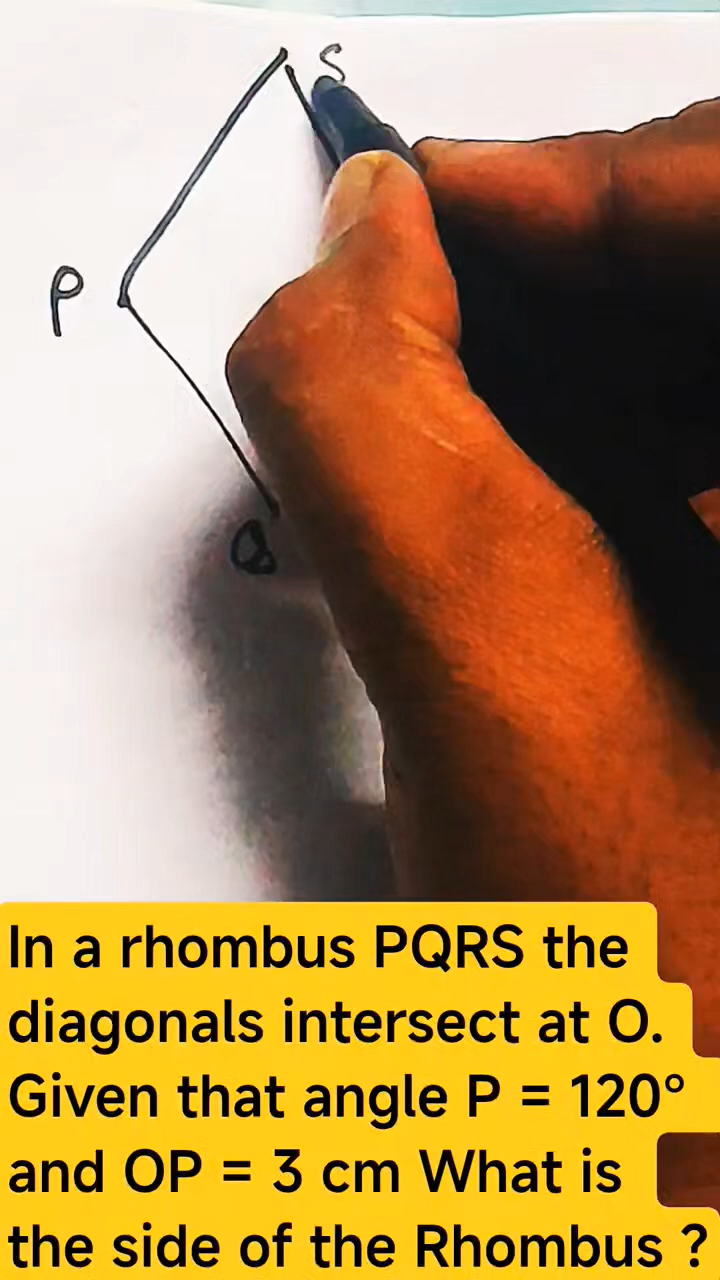 S
P
Q
In a rhombus PQRS the
diagonals intersect at O.
Given that angle P = 120°
and OP = 3 cm What is
the side of the Rhombus ?